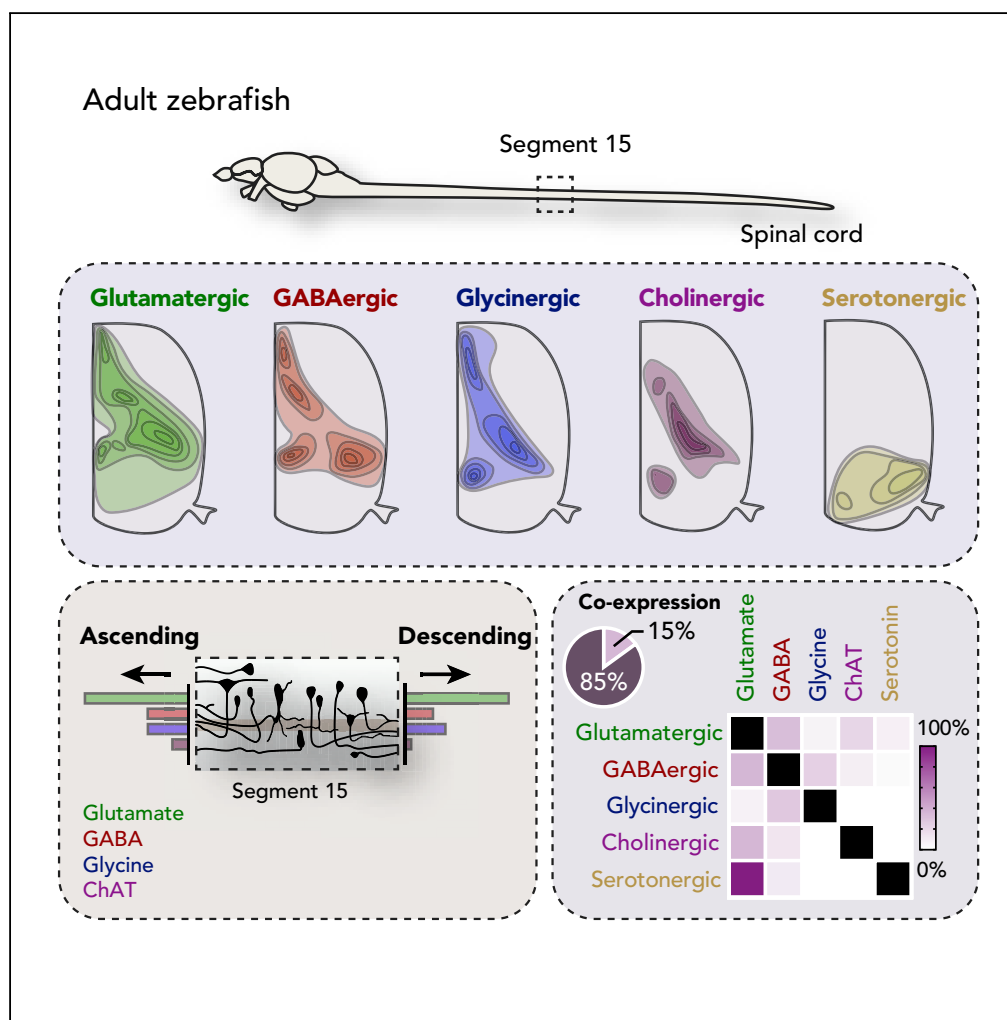 Adult zebrafish
Segment 15
Spinal cord
Glutamatergic GABAergic Glycinergic Cholinergic Serotonergic
Ascending Descending
Segment 15
Glutamate
GABA
Glycine
ChAT
Co-expression
15%
85%
Glutamate
GABA
Glycine
ChAT
Serotonin
Glutamatergic
GABAergic
Glycinergic
Cholinergic
Serotonergic
100%
0%